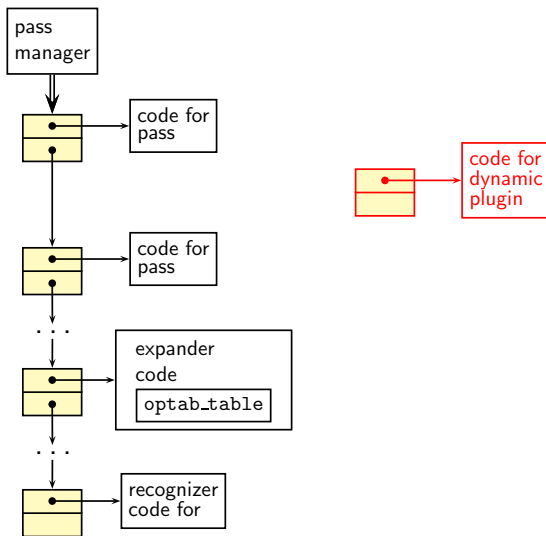 pass
manager
code for
pass
code for
dynamic
plugin
code for
pass
. . .
expander
code
optab_table
. . .
recognizer
code for